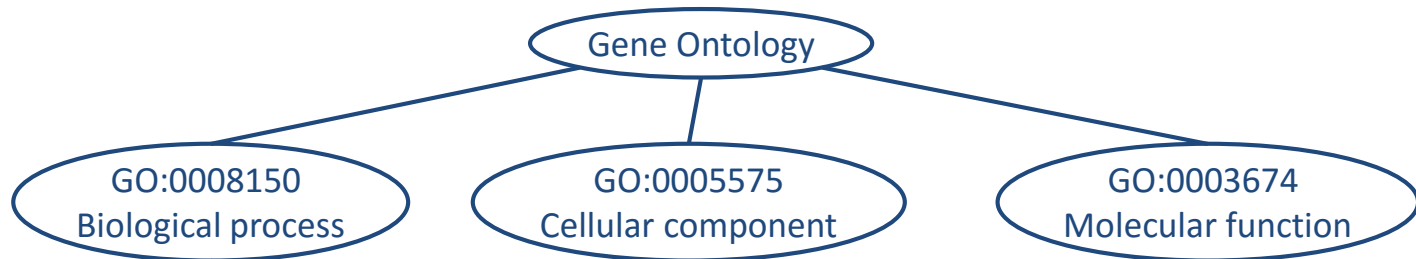 Gene Ontology
GO:0008150
Biological process
GO:0005575
Cellular component
GO:0003674
Molecular function